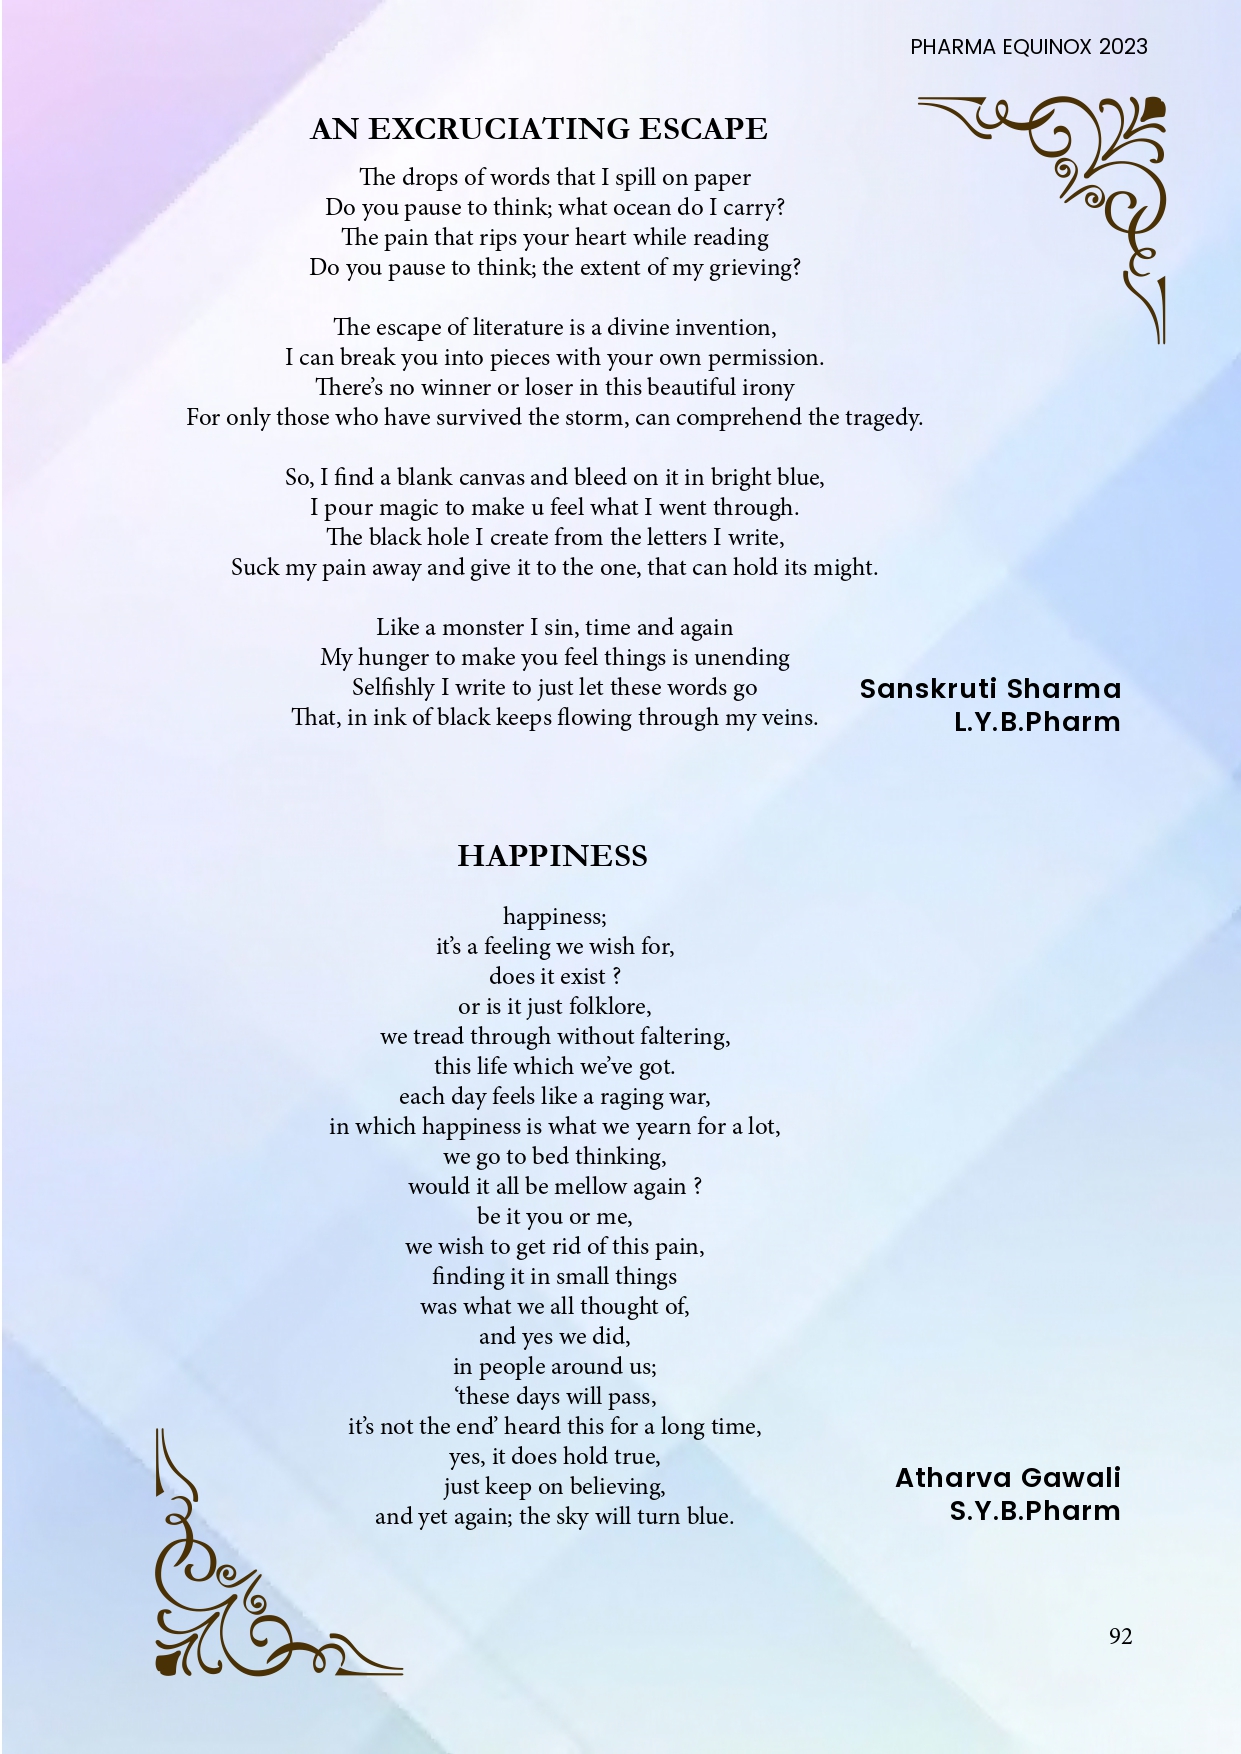 PHARMA EQUINOX 2023
AN EXCRUCIATING ESCAPE
The drops of words that I spill on paper
Do you pause to think; what ocean do I carry?
The pain that rips your heart while reading
Do you pause to think; the extent of my grieving?
The escape of literature is a divine invention,
I can break you into pieces with your own permission.
There’s no winner or loser in this beautiful irony
For only those who have survived the storm, can comprehend the tragedy.
So, I find a blank canvas and bleed on it in bright blue,
I pour magic to make u feel what I went through.
The black hole I create from the letters I write,
Suck my pain away and give it to the one, that can hold its might.
Like a monster I sin, time and again
My hunger to make you feel things is unending
Selfishly I write to just let these words go
That, in ink of black keeps flowing through my veins.
Sanskruti Sharma
L.Y.B.Pharm
HAPPINESS
happiness;
it’s a feeling we wish for,
does it exist ?
or is it just folklore,
we tread through without faltering,
this life which we’ve got.
each day feels like a raging war,
in which happiness is what we yearn for a lot,
we go to bed thinking,
would it all be mellow again ?
be it you or me,
we wish to get rid of this pain,
finding it in small things
was what we all thought of,
and yes we did,
in people around us;
‘these days will pass,
it’s not the end’ heard this for a long time,
yes, it does hold true,
just keep on believing,
and yet again; the sky will turn blue.
Atharva Gawali
S.Y.B.Pharm
92